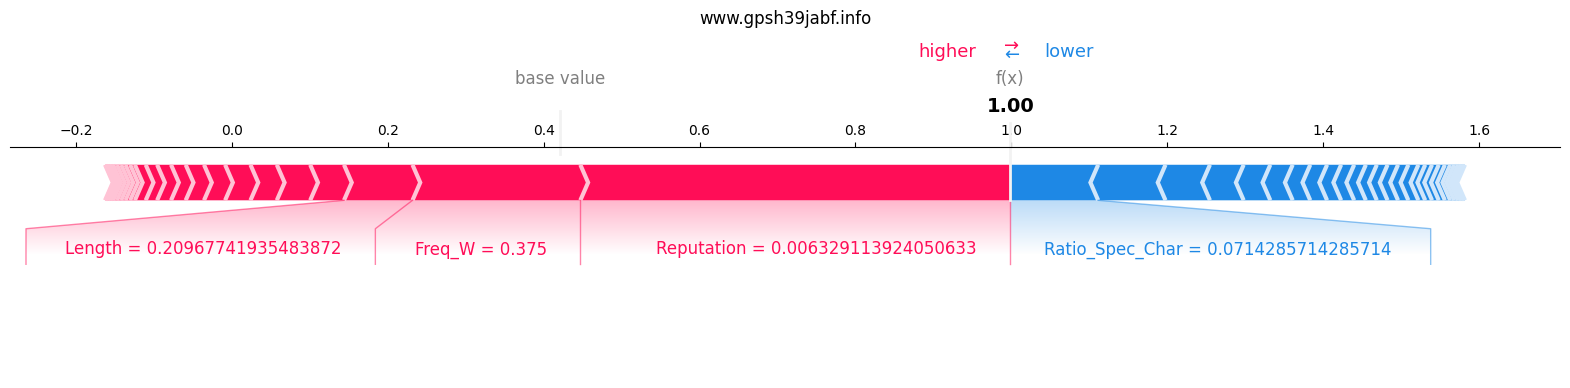 www.gpsh39jabf.info
higher → lower
←
base value f(x)
1.00
−0.2 0.0 0.2 0.4 0.6 0.8 1.0 1.2 1.4 1.6
Length = 0.20967741935483872 Freq_W = 0.375 Reputation = 0.006329113924050633 Ratio_Spec_Char = 0.0714285714285714